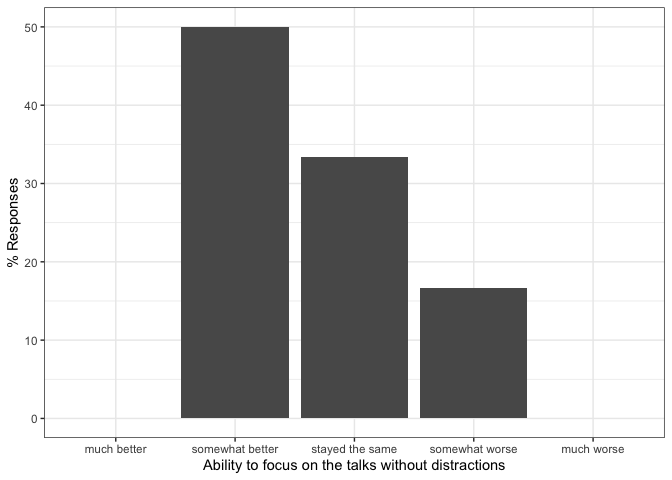 50
40
30
20
10
0
% Responses
much better
somewhat better
stayed the same
somewhat worse
much worse
Ability to focus on the talks without distractions